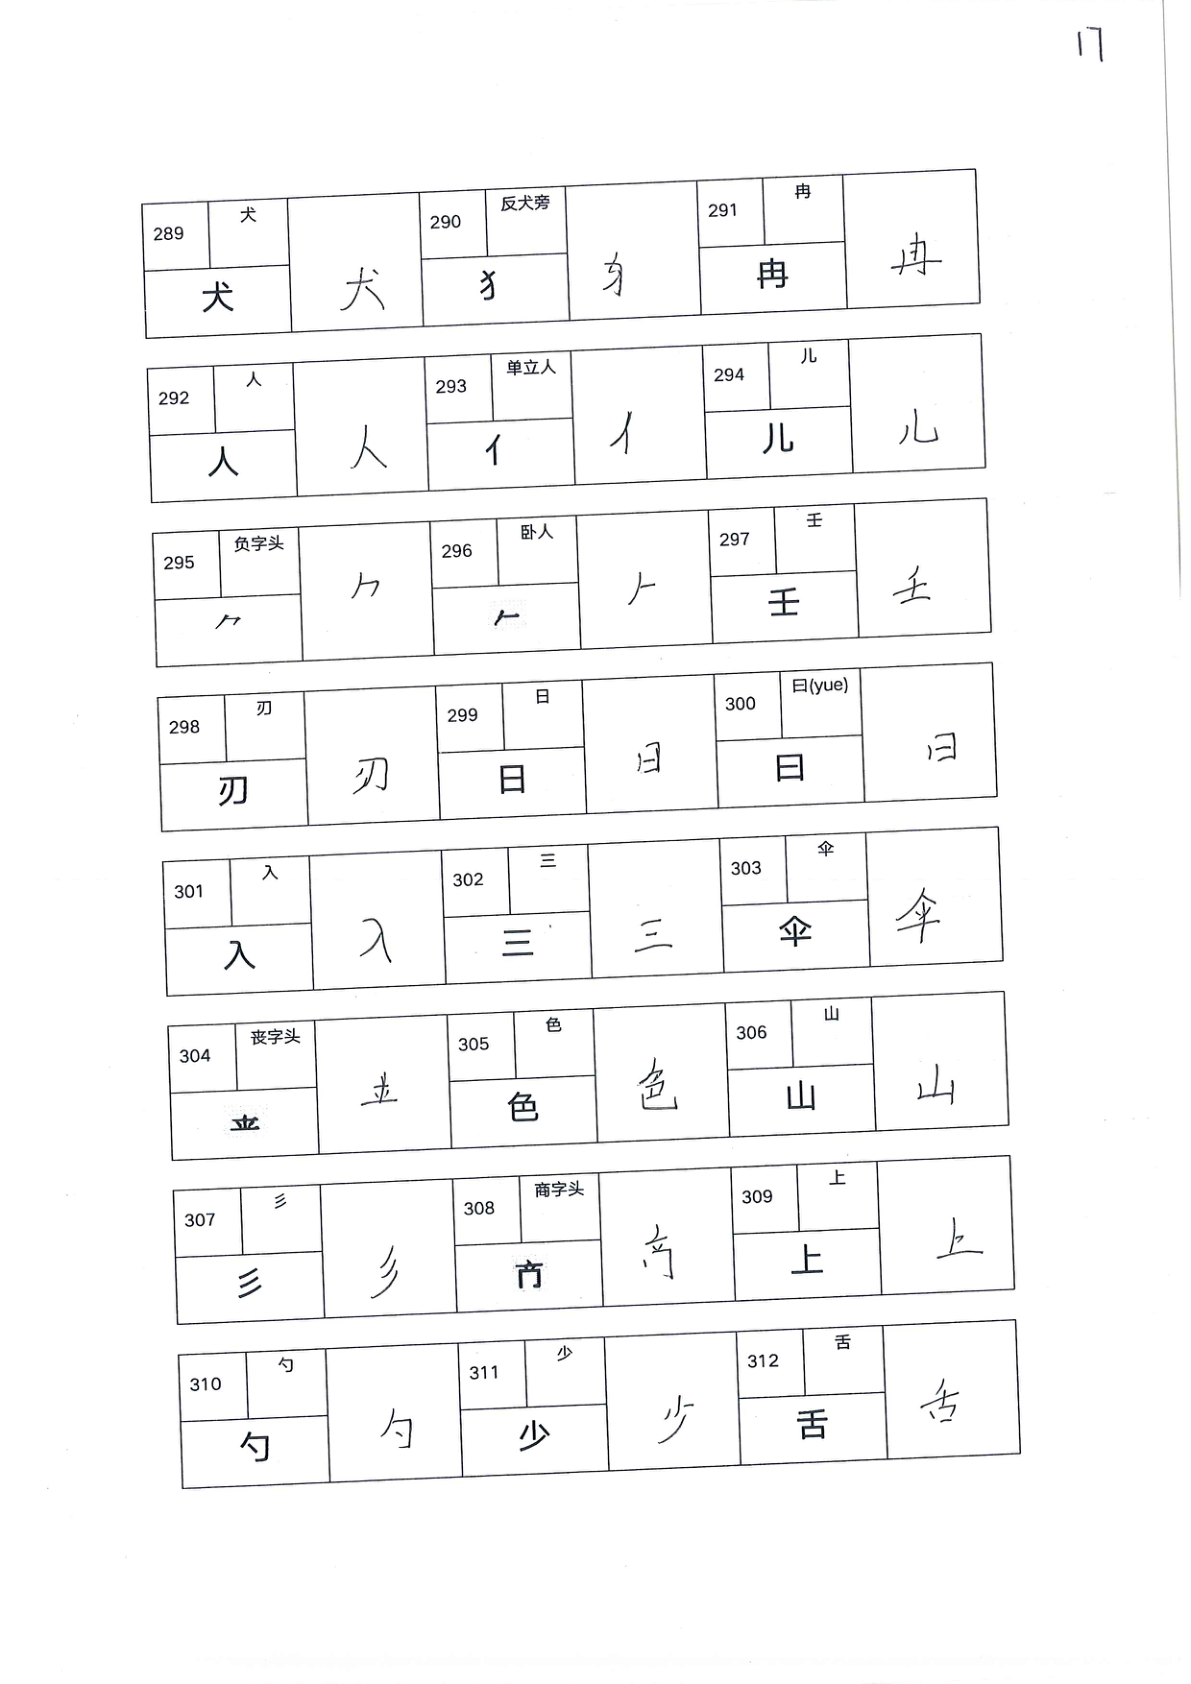 17
289 犬 犬 犬 290 反犬旁 犭 犭 291 冉 冉 冉
292 人 人 人 293 单立人 亻 亻 294 儿 儿 儿
295 负字头 ⺈ ⺈ 296 卧人 𠂉 𠂉 297 壬 壬 壬
298 刃 刃 刃 299 日 日 日 300 曰(yue) 曰 曰
301 入 入 入 302 三 三 三 303 伞 伞 伞
304 丧字头 305 色 色 色 306 山 山 山
307 彡 彡 彡 308 商字头 309 上 上 上
310 勺 勺 勺 311 少 少 少 312 舌 舌 舌